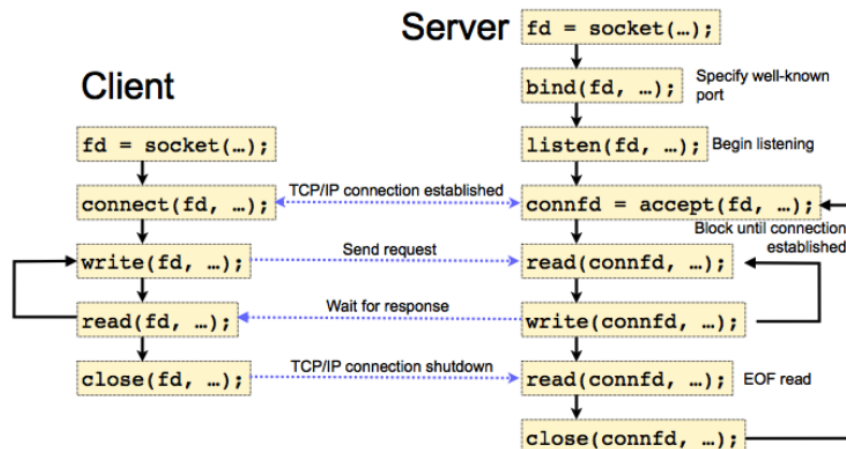 Server
fd = socket(…);
bind(fd, …);
Specify well-known
port
Client
fd = socket(…);
listen(fd, …);
Begin listening
connect(fd, …);
TCP/IP connection established
connfd = accept(fd, …);
Block until connection
established
write(fd, …);
Send request
read(connfd, …);
read(fd, …);
Wait for response
write(connfd, …);
close(fd, …);
TCP/IP connection shutdown
read(connfd, …);
EOF read
close(connfd, …);